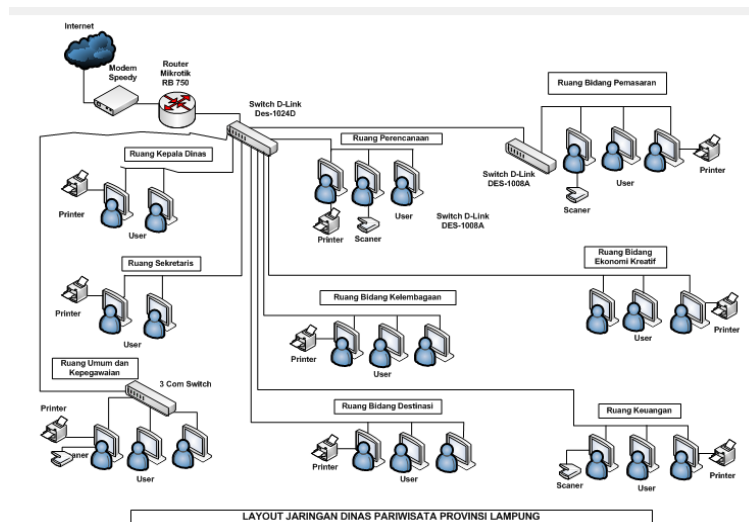 Internet
Modem
Speedy
Router
Mikrotik
RB 750
Switch D-Link
Des-1024D
Ruang Bidang Pemasaran
Ruang Perencanaan
Ruang Kepala Dinas
Switch D-Link
DES-1008A
Printer
User
Scaner
Printer
User
Printer
Scaner
User
Switch D-Link
DES-1008A
Ruang Sekretaris
Ruang Bidang
Ekonomi Kreatif
Printer
User
Ruang Bidang Kelembagaan
User
Printer
Printer
User
Ruang Umum dan
Kepegawaian
3 Com Switch
Printer
aner
User
Ruang Bidang Destinasi
Printer
User
Ruang Keuangan
Scaner
User
Printer
LAYOUT JARINGAN DINAS PARIWISATA PROVINSI LAMPUNG